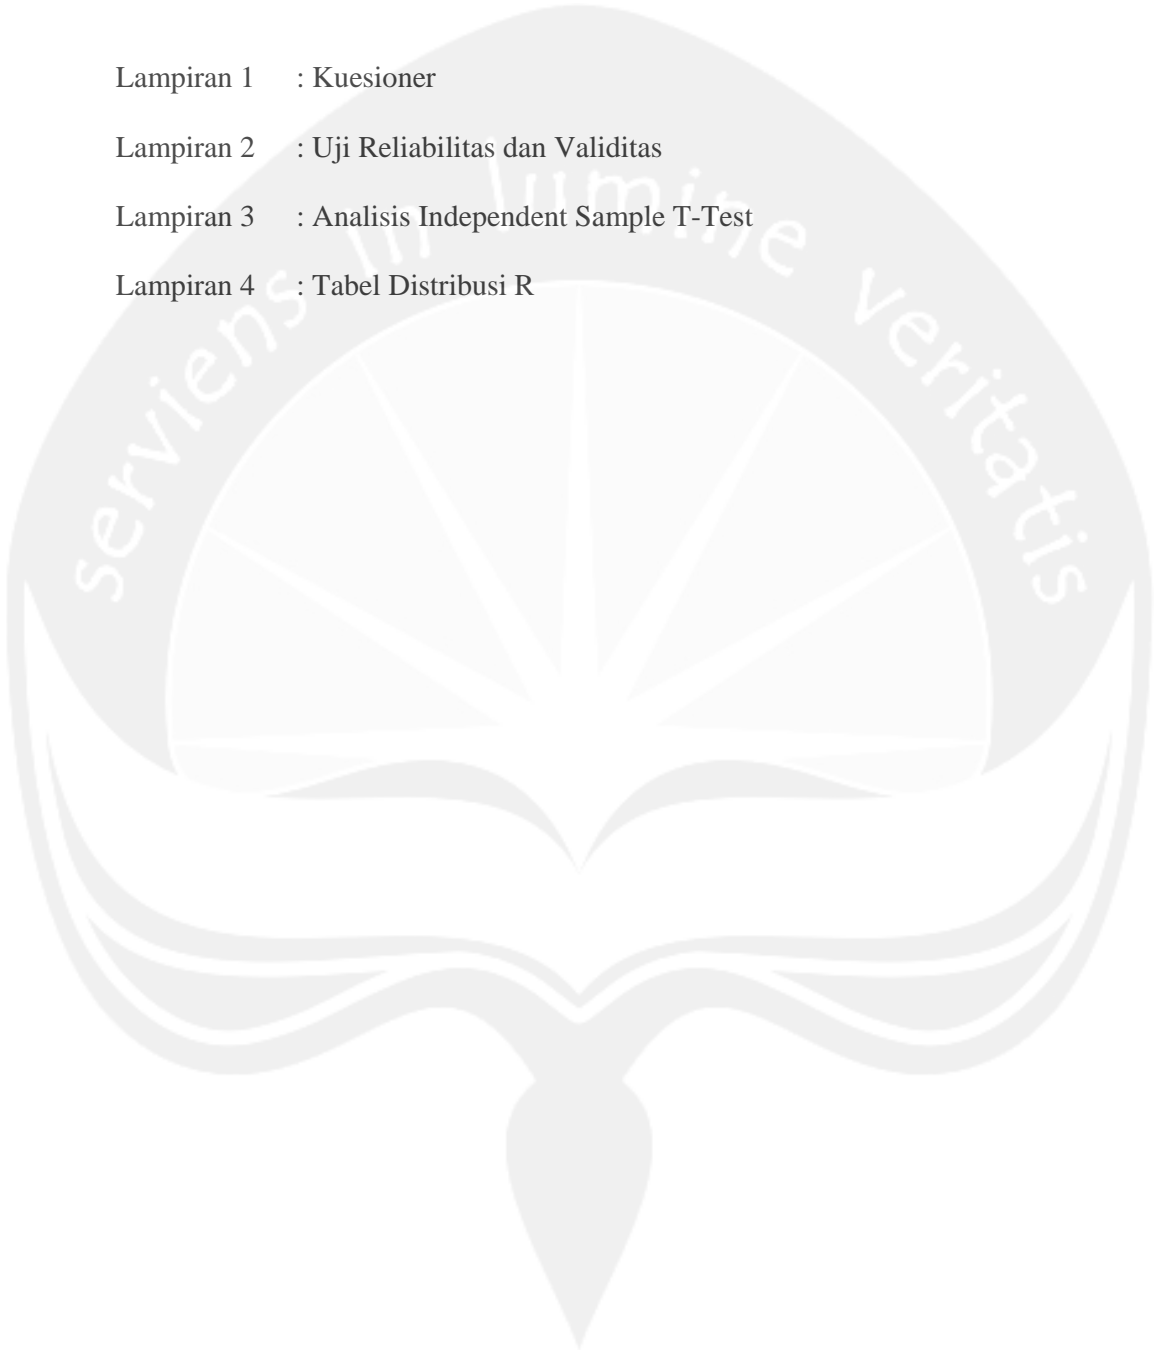 Lampiran 1 : Kuesioner
Lampiran 2 : Uji Reliabilitas dan Validitas
Lampiran 3 : Analisis Independent Sample T-Test
Lampiran 4 : Tabel Distribusi R
serviens in lumine veritatis